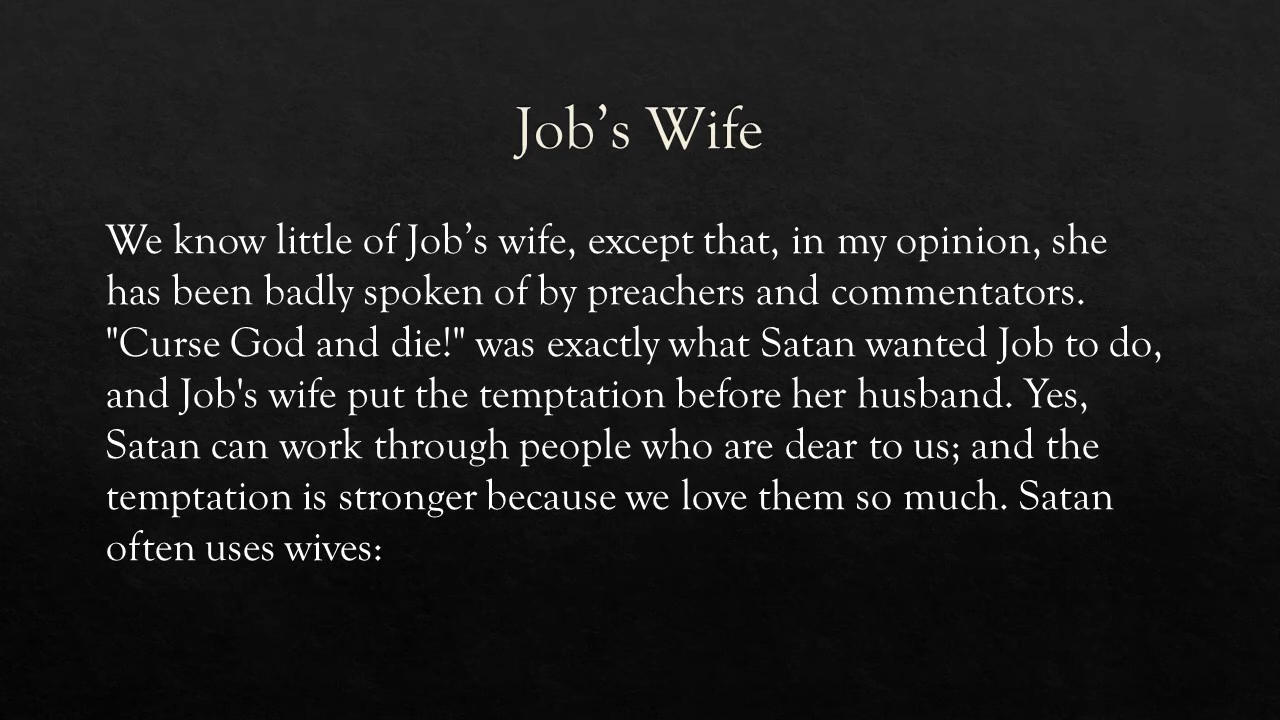 Job’s Wife
We know little of Job’s wife, except that, in my opinion, she
has been badly spoken of by preachers and commentators.
"Curse God and die!" was exactly what Satan wanted Job to do,
and Job's wife put the temptation before her husband. Yes,
Satan can work through people who are dear to us; and the
temptation is stronger because we love them so much. Satan
often uses wives: